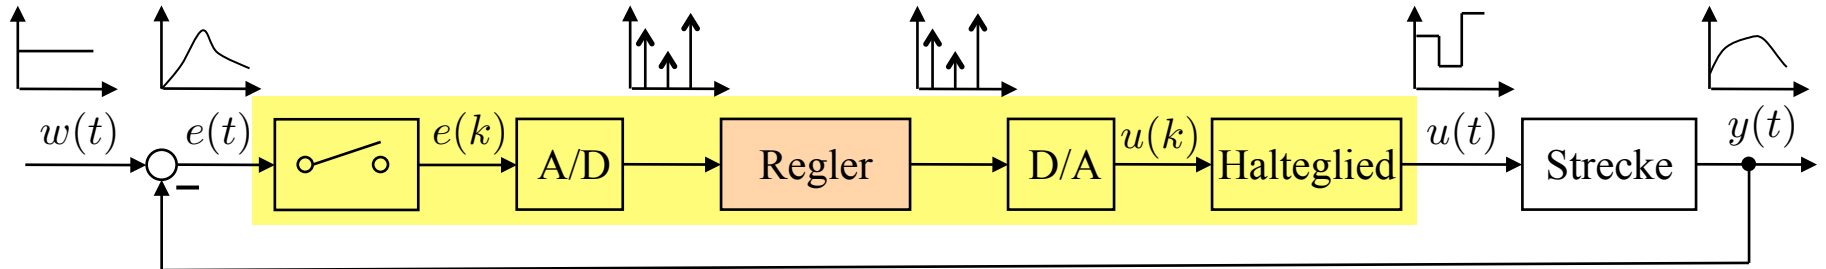 w(t)
e(t)
e(k)
A/D
Regler
D/A
u(k)
Halteglied
u(t)
Strecke
y(t)
−